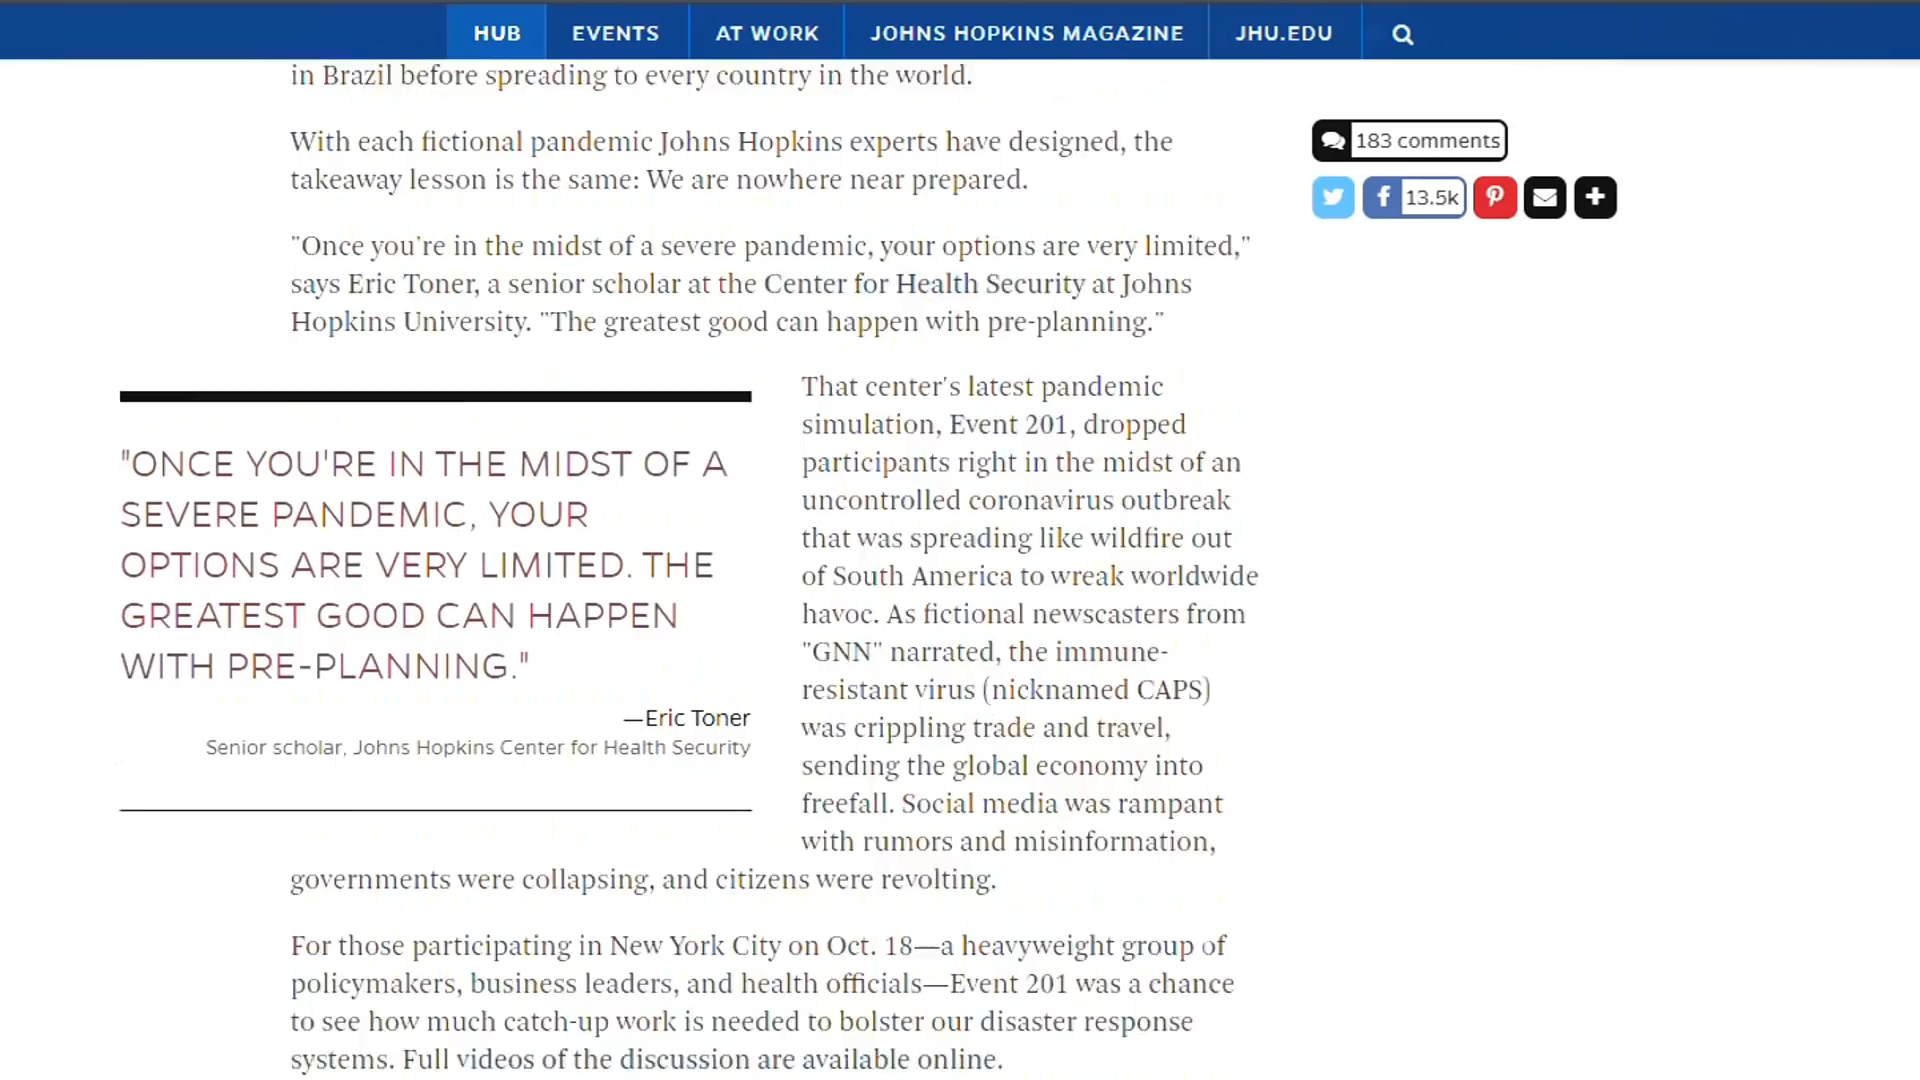 HUB EVENTS AT WORK JOHNS HOPKINS MAGAZINE JHU.EDU
in Brazil before spreading to every country in the world.
With each fictional pandemic Johns Hopkins experts have designed, the
takeaway lesson is the same: We are nowhere near prepared.
"Once you're in the midst of a severe pandemic, your options are very limited,"
says Eric Toner, a senior scholar at the Center for Health Security at Johns
Hopkins University. "The greatest good can happen with pre-planning."
183 comments
13.5k
"ONCE YOU'RE IN THE MIDST OF A
SEVERE PANDEMIC, YOUR
OPTIONS ARE VERY LIMITED. THE
GREATEST GOOD CAN HAPPEN
WITH PRE-PLANNING."
—Eric Toner
Senior scholar, Johns Hopkins Center for Health Security
That center's latest pandemic
simulation, Event 201, dropped
participants right in the midst of an
uncontrolled coronavirus outbreak
that was spreading like wildfire out
of South America to wreak worldwide
havoc. As fictional newscasters from
"GNN" narrated, the immune-
resistant virus (nicknamed CAPS)
was crippling trade and travel,
sending the global economy into
freefall. Social media was rampant
with rumors and misinformation,
governments were collapsing, and citizens were revolting.
For those participating in New York City on Oct. 18—a heavyweight group of
policymakers, business leaders, and health officials—Event 201 was a chance
to see how much catch-up work is needed to bolster our disaster response
systems. Full videos of the discussion are available online.